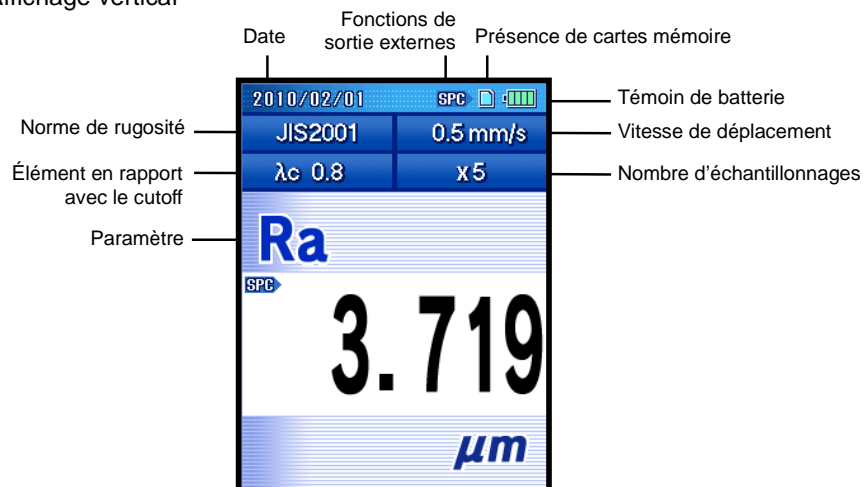 Affichage vertical
Date
Fonctions de
sortie externes
Présence de cartes mémoire
2010/02/01 SPC
Témoin de batterie
Norme de rugosité
JIS2001 0.5 mm/s
Vitesse de déplacement
Élément en rapport
avec le cutoff
λc 0.8 x5
Nombre d'échantillonnages
Paramètre
Ra
SPC
3.719
µm